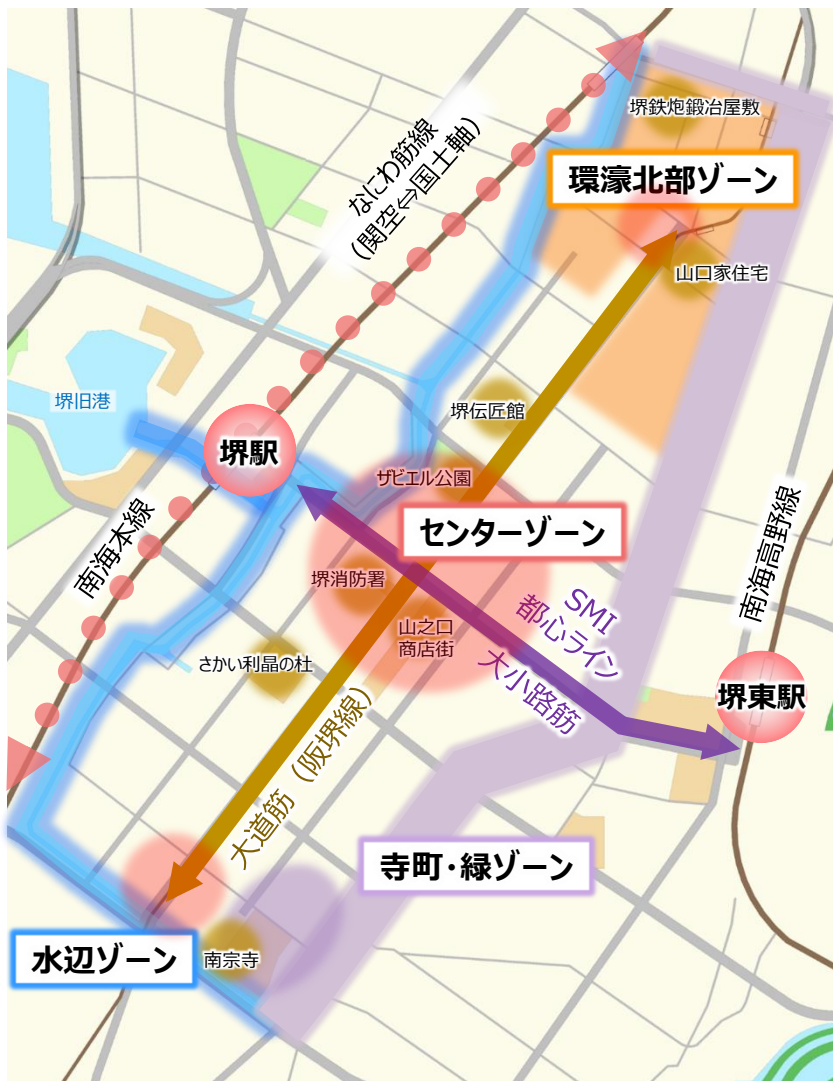 堺鉄炮鍛冶屋敷
環濠北部ゾーン
なにわ筋線
(関空⇔国土軸)
山口家住宅
堺旧港
堺伝匠館
堺駅
ザビエル公園
センターゾーン
南海本線
南海高野線
堺消防署
SMI
都心ライン
山之口
商店街
大小路筋
さかい利晶の杜
堺東駅
大道筋（阪堺線）
寺町・緑ゾーン
水辺ゾーン
南宗寺